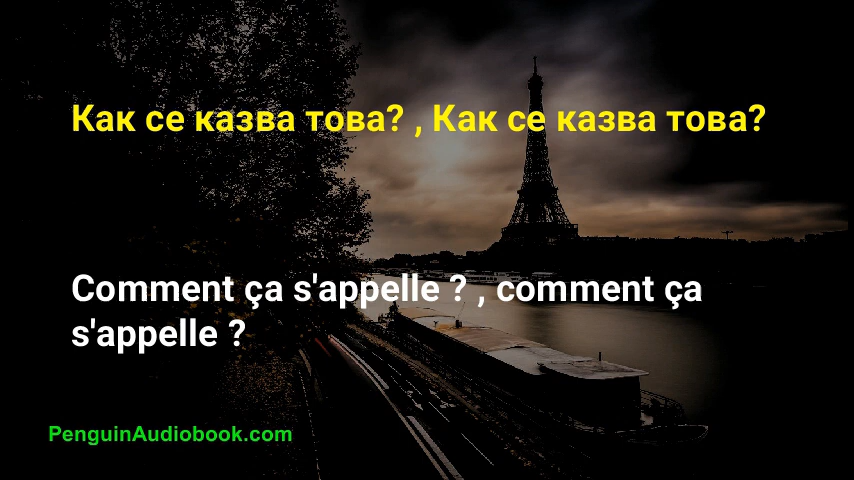 Как се казва това? , Как се казва това?
Comment ça s'appelle ? , comment ça
s'appelle ?
PenguinAudiobook.com